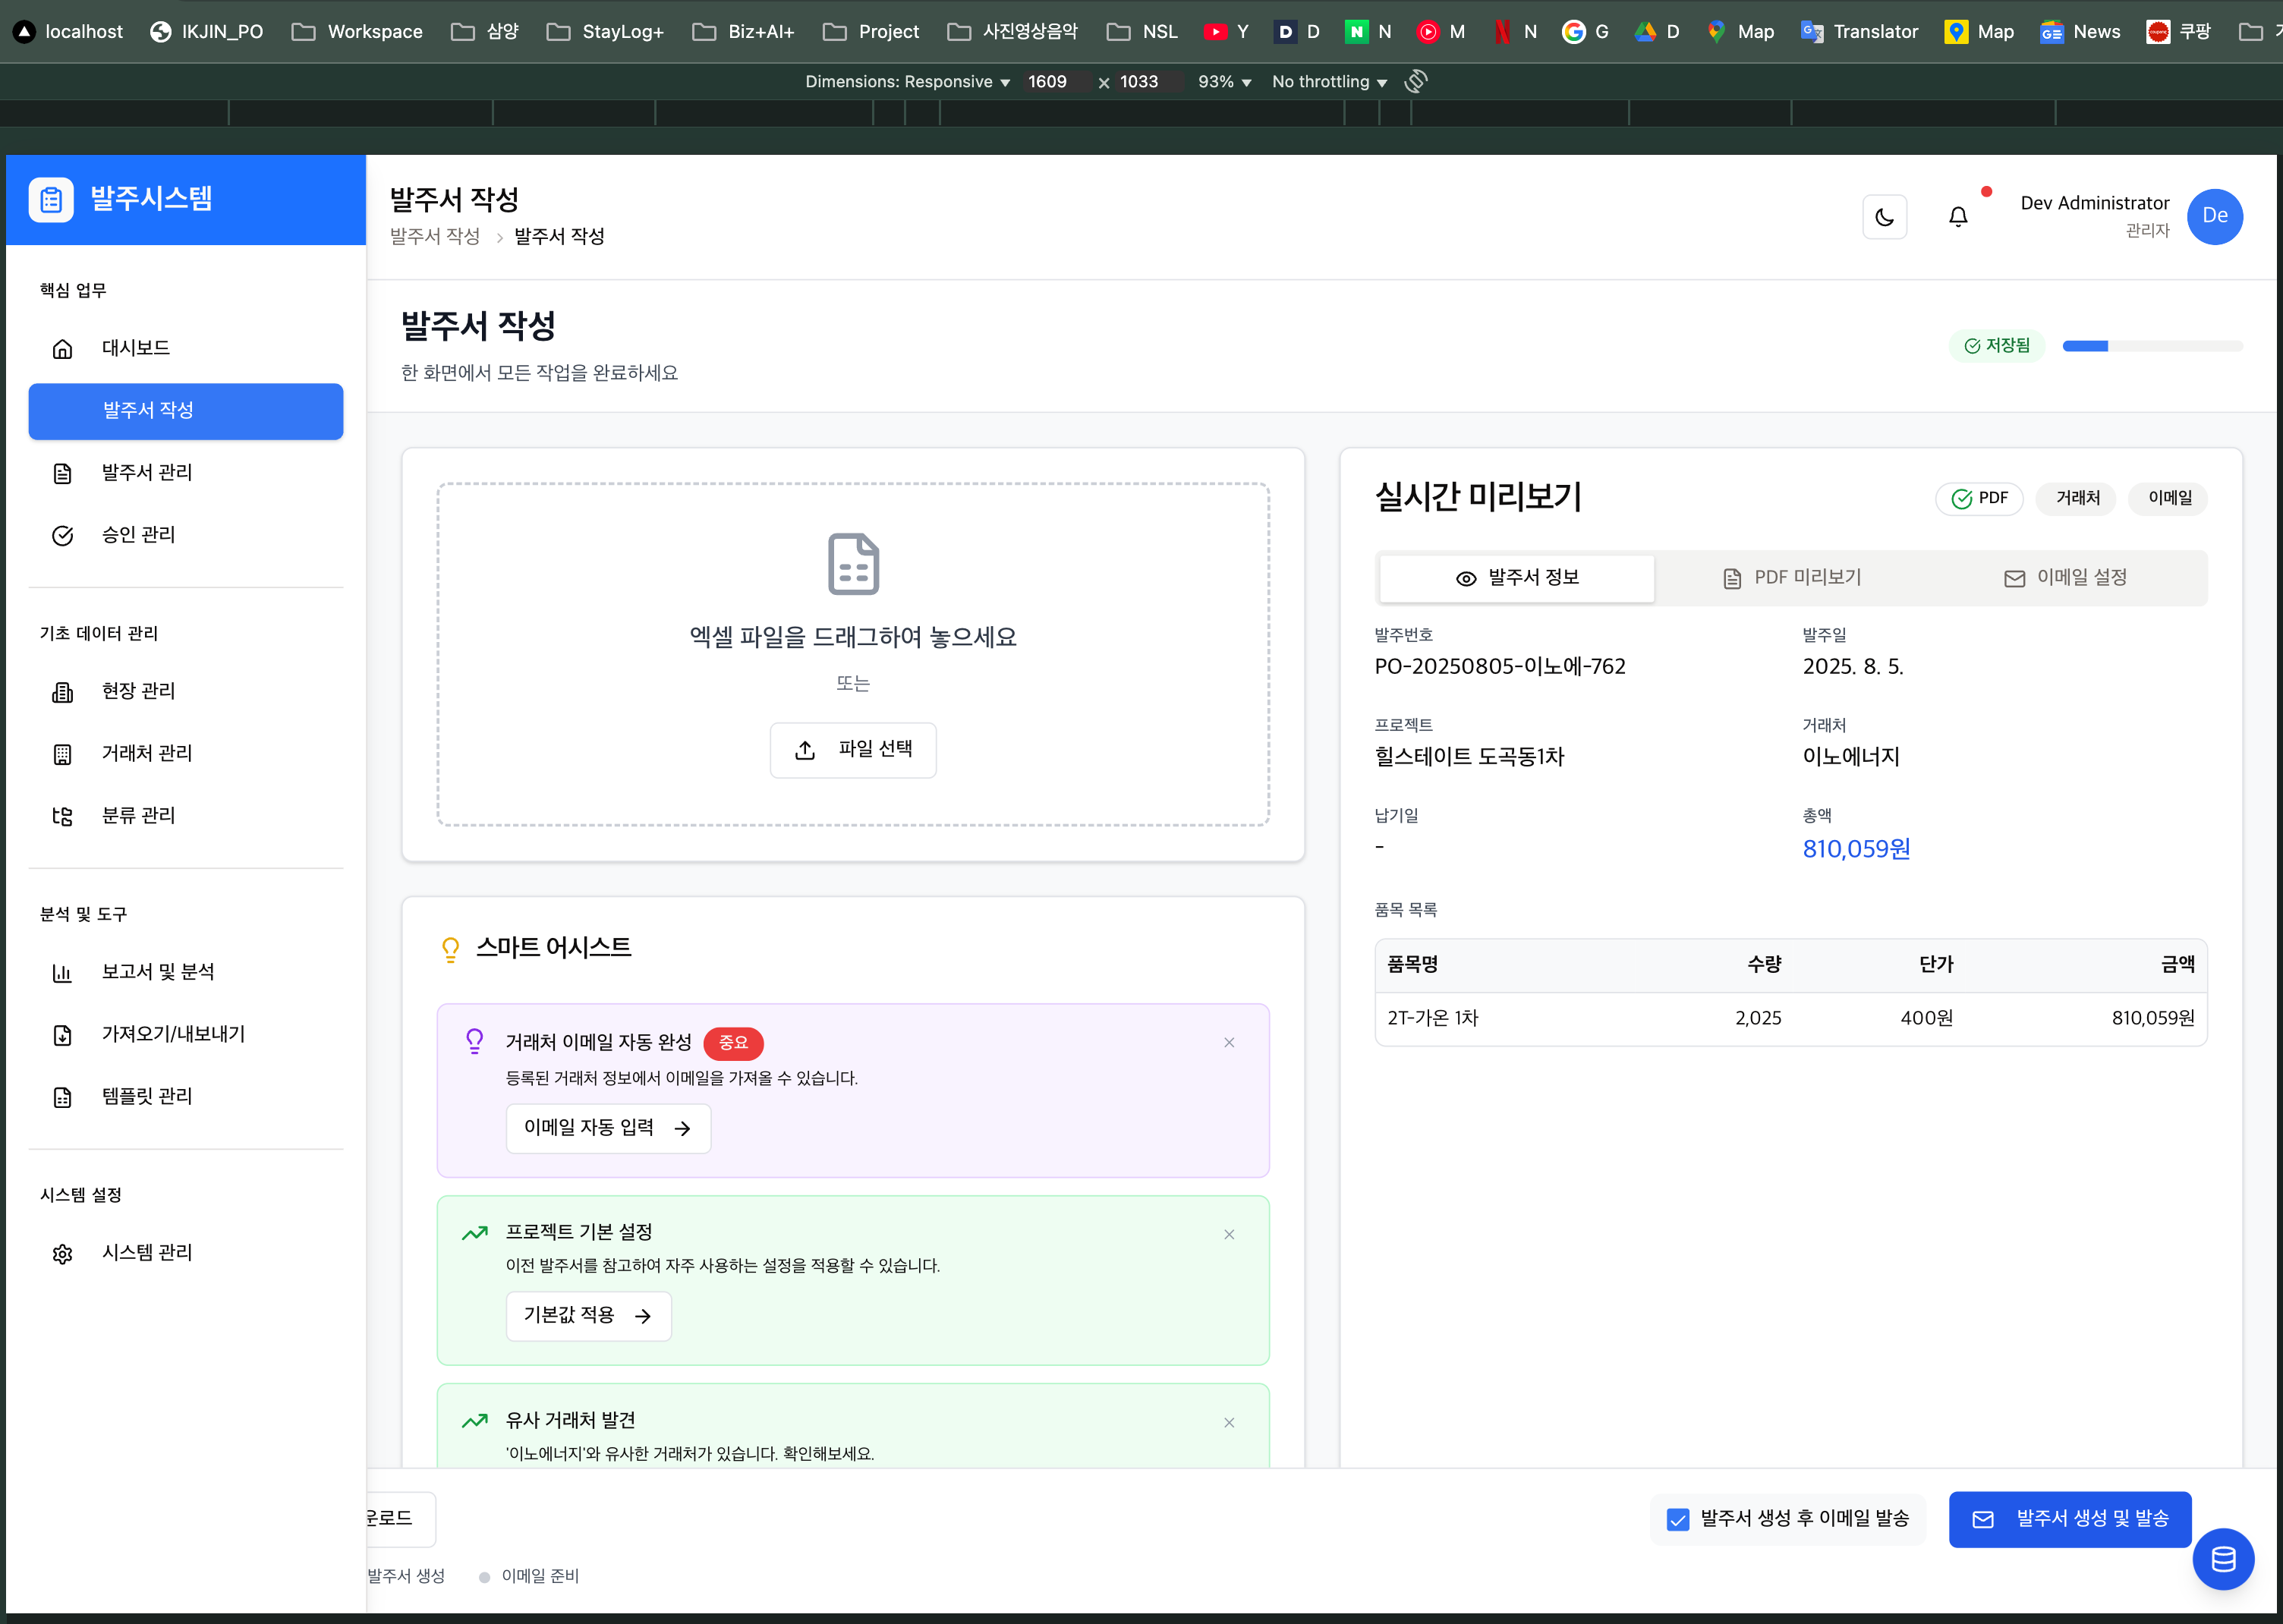 localhost IKJIN_PO Workspace 삼양 StayLog+ Biz+AI+ Project 사진영상음악 NSL Y D N M N G D Map Translator Map News 쿠팡
Dimensions: Responsive 1609 × 1033 93% No throttling
발주시스템
핵심 업무
대시보드
발주서 작성
발주서 관리
승인 관리
기초 데이터 관리
현장 관리
거래처 관리
분류 관리
분석 및 도구
보고서 및 분석
가져오기/내보내기
템플릿 관리
시스템 설정
시스템 관리
발주서 작성
발주서 작성 > 발주서 작성
Dev Administrator
관리자
De
발주서 작성
한 화면에서 모든 작업을 완료하세요
저장됨
엑셀 파일을 드래그하여 놓으세요
또는
파일 선택
스마트 어시스트
거래처 이메일 자동 완성 중요
등록된 거래처 정보에서 이메일을 가져올 수 있습니다.
이메일 자동 입력 →
프로젝트 기본 설정
이전 발주서를 참고하여 자주 사용하는 설정을 적용할 수 있습니다.
기본값 적용 →
유사 거래처 발견
'이노에너지'와 유사한 거래처가 있습니다. 확인해보세요.
실시간 미리보기
PDF 거래처 이메일
발주서 정보 PDF 미리보기 이메일 설정
발주번호 발주일
PO-20250805-이노에-762 2025. 8. 5.
프로젝트 거래처
힐스테이트 도곡동1차 이노에너지
납기일 총액
- 810,059원
품목 목록
품목명 수량 단가 금액
2T-가온 1차 2,025 400원 810,059원
운로드
발주서 생성 후 이메일 발송
발주서 생성 및 발송
발주서 생성 이메일 준비